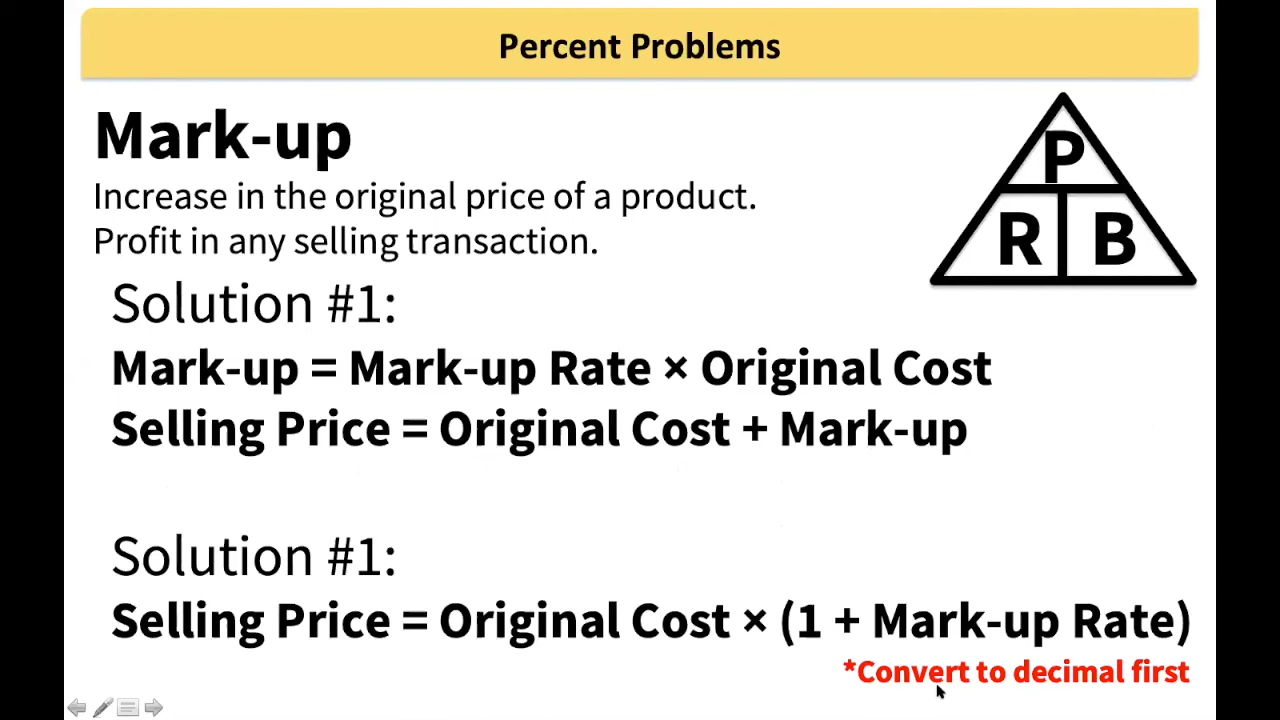 Percent Problems
Mark-up
Increase in the original price of a product.
Profit in any selling transaction.
P
R B
Solution #1:
Mark-up = Mark-up Rate × Original Cost
Selling Price = Original Cost + Mark-up
Solution #1:
Selling Price = Original Cost × (1 + Mark-up Rate)
*Convert to decimal first